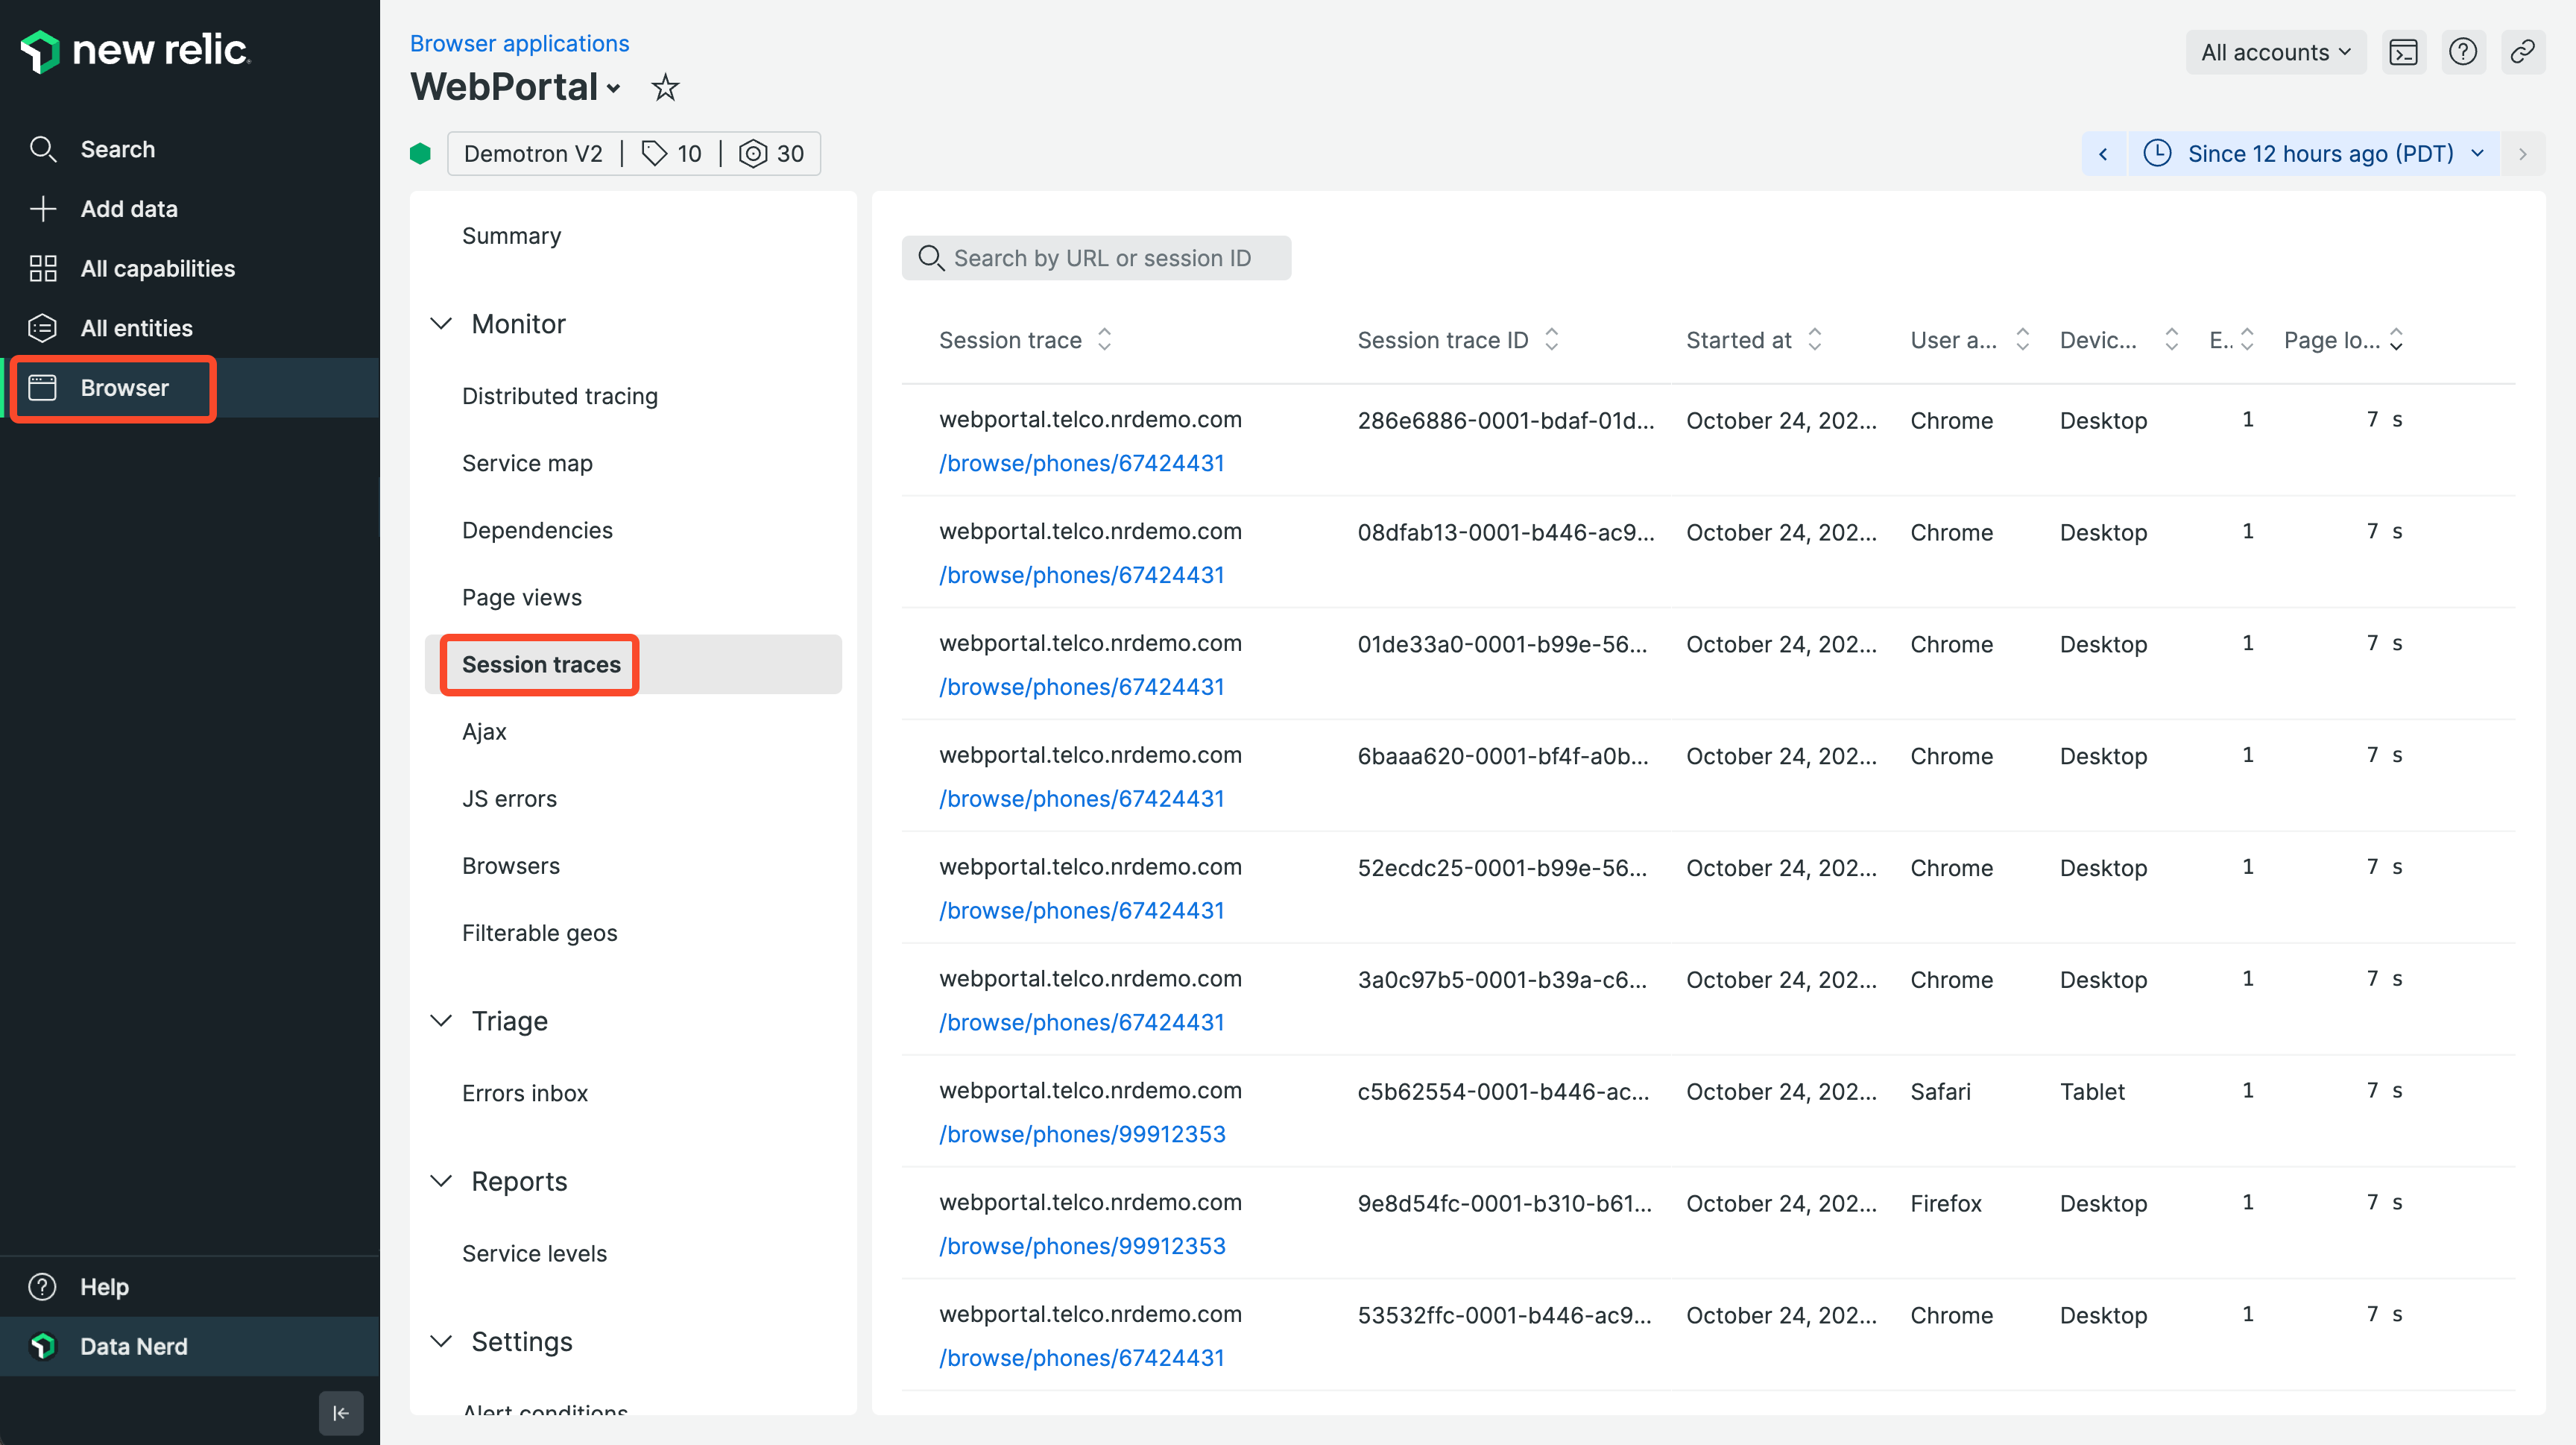 new relic
Search
Add data
All capabilities
All entities
Browser
Help
Data Nerd
Browser applications
WebPortal
All accounts
Demotron V2 | 10 | 30
Since 12 hours ago (PDT)
Summary
Monitor
Distributed tracing
Service map
Dependencies
Page views
Session traces
Ajax
JS errors
Browsers
Filterable geos
Triage
Errors inbox
Reports
Service levels
Settings
Alert conditions
Search by URL or session ID
Session trace Session trace ID Started at User a... Devic... E.. Page lo...
webportal.telco.nrdemo.com 286e6886-0001-bdaf-01d... October 24, 202... Chrome Desktop 1 7 s
/browse/phones/67424431
webportal.telco.nrdemo.com 08dfab13-0001-b446-ac9... October 24, 202... Chrome Desktop 1 7 s
/browse/phones/67424431
webportal.telco.nrdemo.com 01de33a0-0001-b99e-56... October 24, 202... Chrome Desktop 1 7 s
/browse/phones/67424431
webportal.telco.nrdemo.com 6baaa620-0001-bf4f-a0b... October 24, 202... Chrome Desktop 1 7 s
/browse/phones/67424431
webportal.telco.nrdemo.com 52ecdc25-0001-b99e-56... October 24, 202... Chrome Desktop 1 7 s
/browse/phones/67424431
webportal.telco.nrdemo.com 3a0c97b5-0001-b39a-c6... October 24, 202... Chrome Desktop 1 7 s
/browse/phones/67424431
webportal.telco.nrdemo.com c5b62554-0001-b446-ac... October 24, 202... Safari Tablet 1 7 s
/browse/phones/99912353
webportal.telco.nrdemo.com 9e8d54fc-0001-b310-b61... October 24, 202... Firefox Desktop 1 7 s
/browse/phones/99912353
webportal.telco.nrdemo.com 53532ffc-0001-b446-ac9... October 24, 202... Chrome Desktop 1 7 s
/browse/phones/67424431